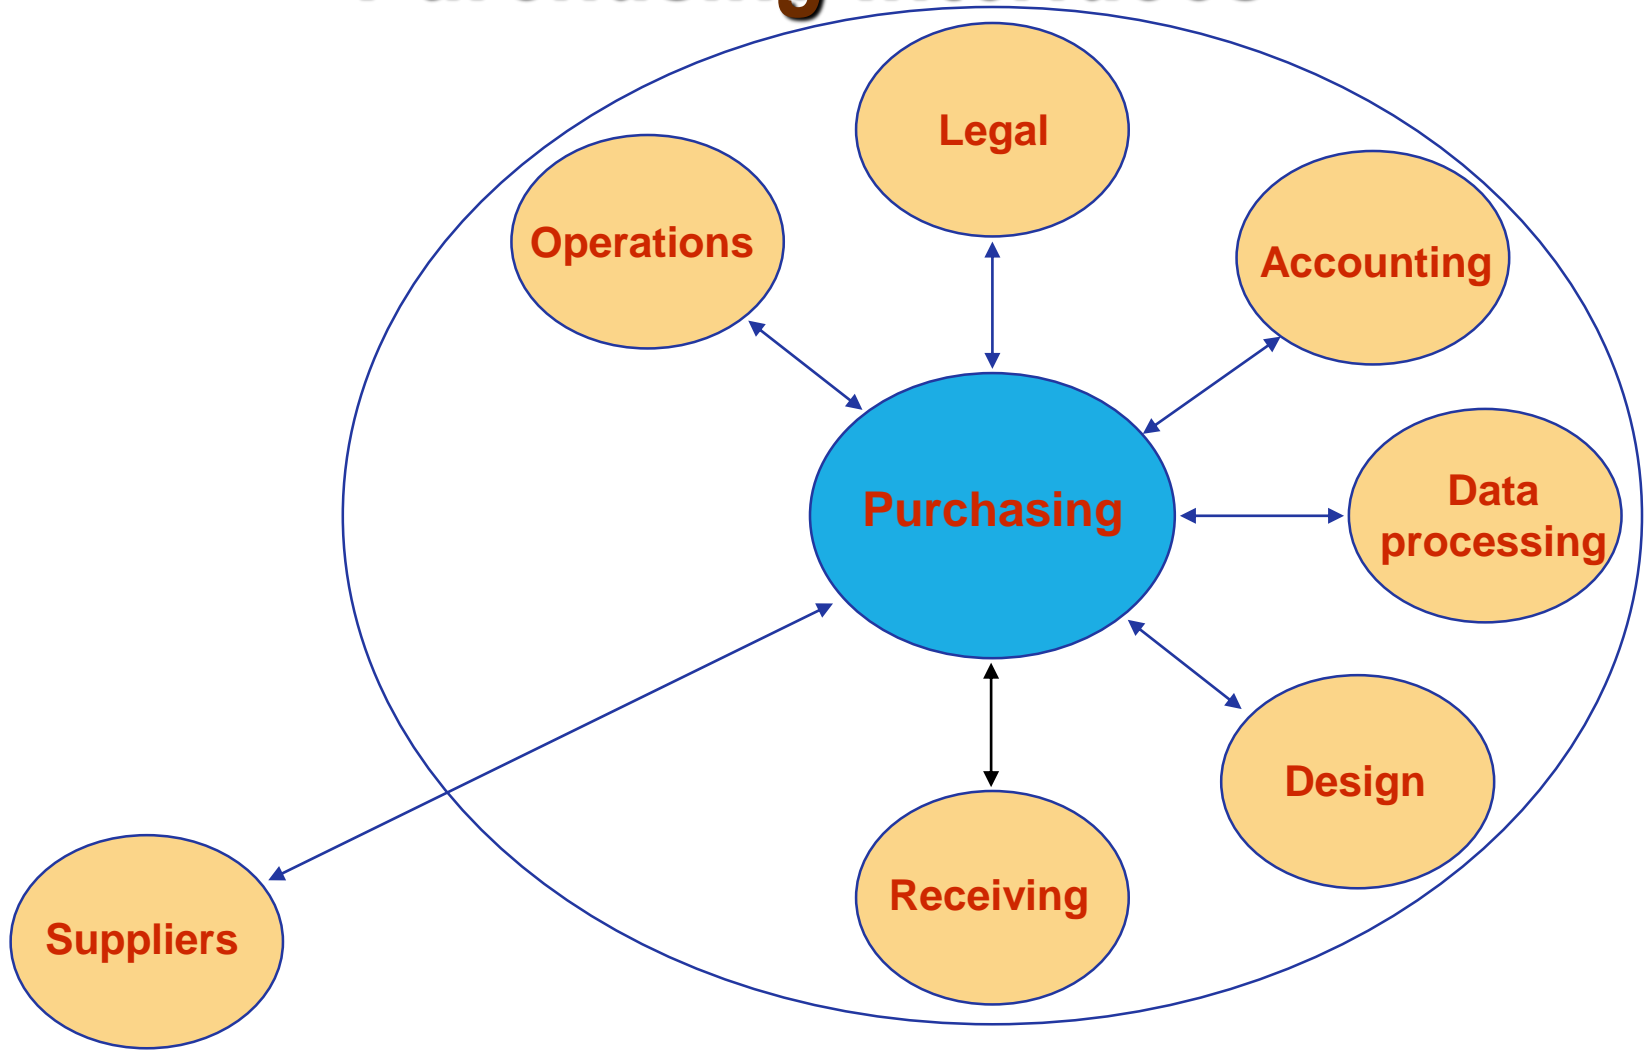 Legal
Operations
Accounting
Purchasing
Data
processing
Design
Receiving
Suppliers